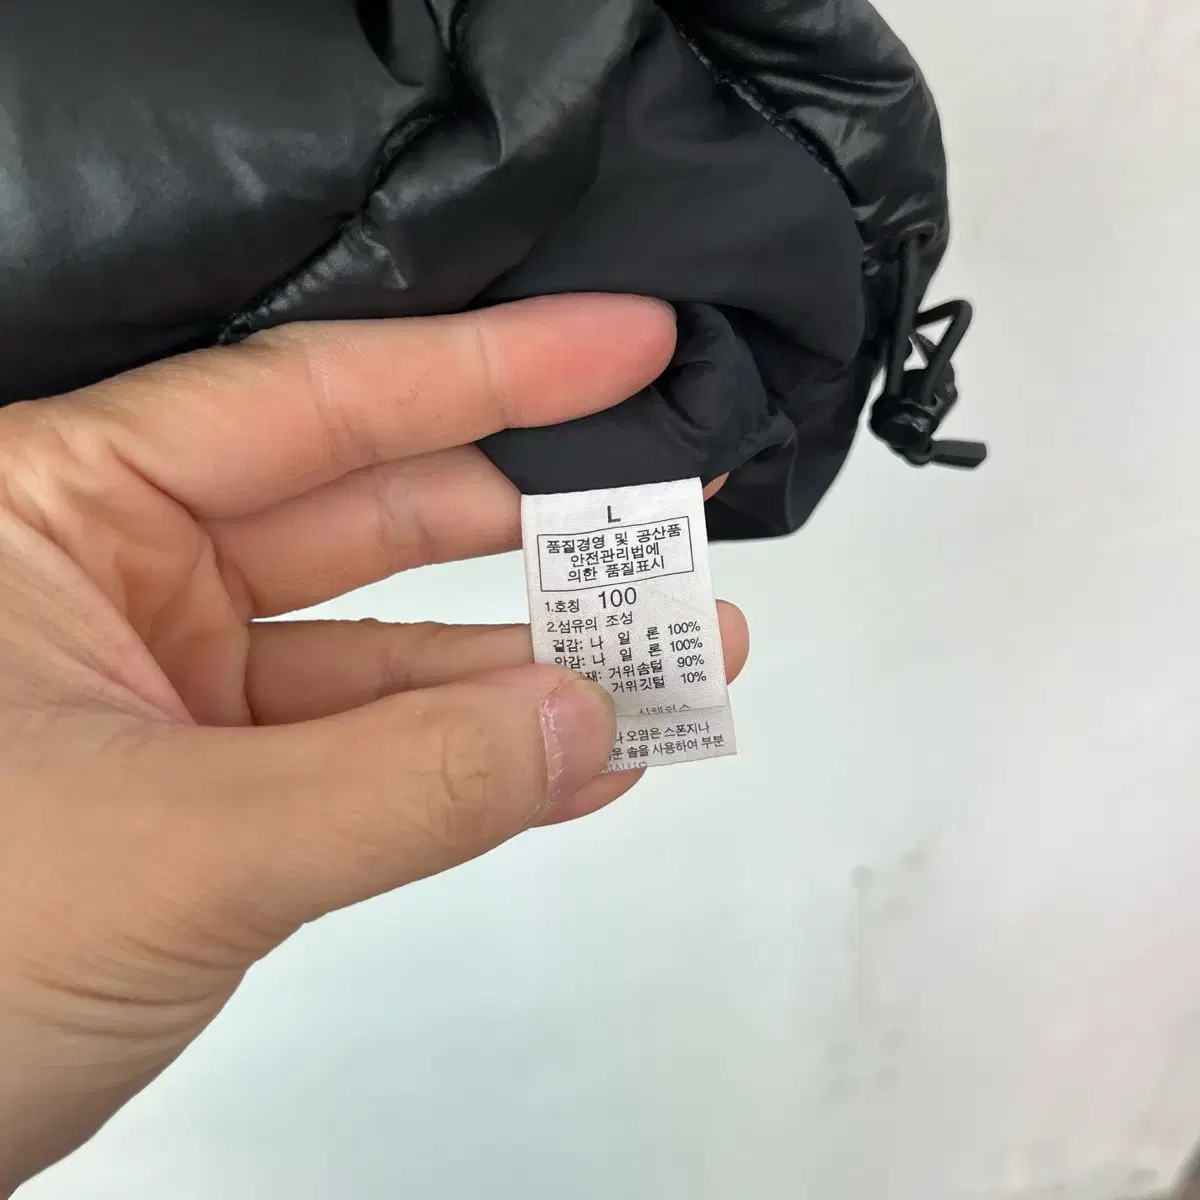 L
품질경영 및 공산품
안전관리법에
의한 품질표시
1.호칭 100
2.섬유의 조성
겉감: 나 일 론 100%
안감: 나 일 론 100%
거위솜털 90%
거위깃털 10%
오염은 스폰지나
솔을 사용하여 부분